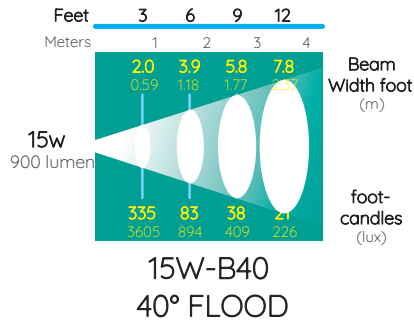 Feet 3 6 9 12
Meters 1 2 3 4
2.0 3.9 5.8 7.8 Beam
0.59 1.18 1.77 2.37 Width foot
(m)
15w
900 lumen
335 83 38 21 foot-
3605 894 409 226 candles
(lux)
15W-B40
40° FLOOD